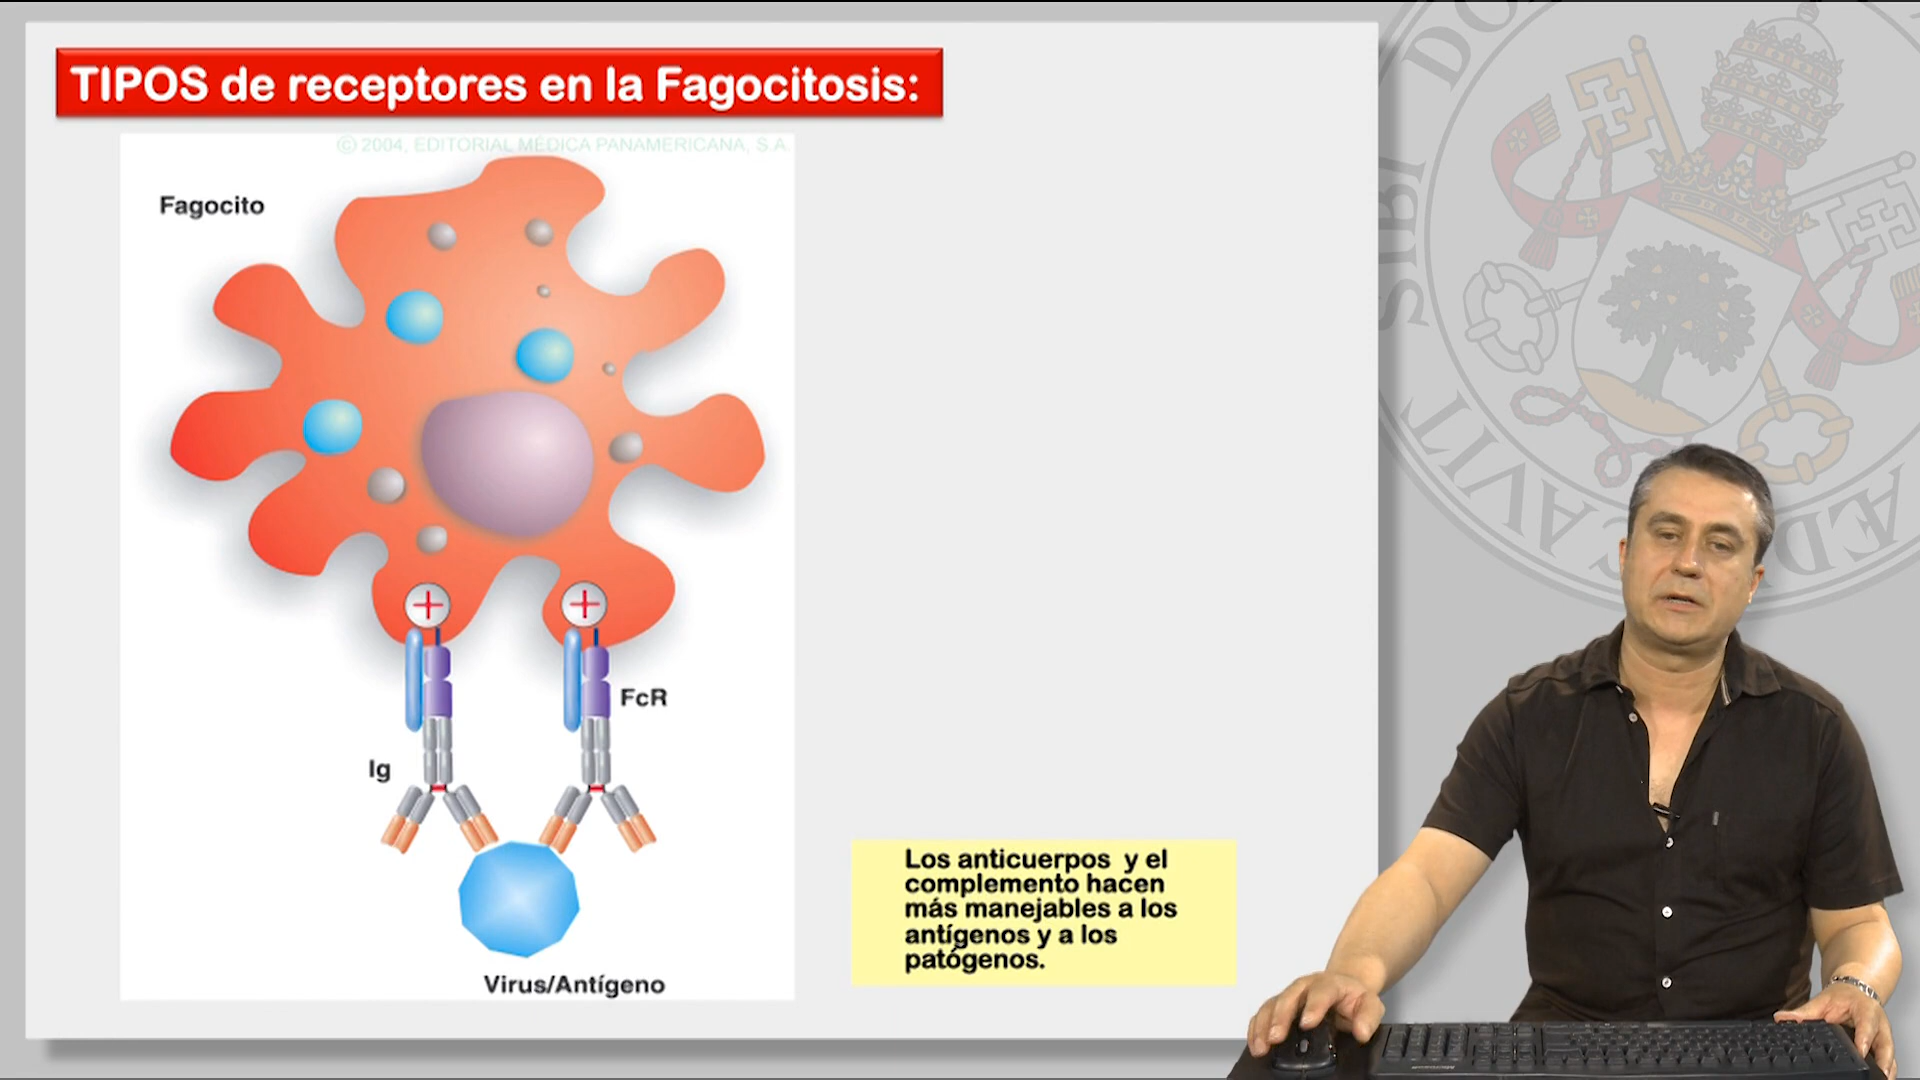 TIPOS de receptores en la Fagocitosis:
© 2004, EDITORIAL MÉDICA PANAMERICANA, S.A.
Fagocito
FcR
Ig
Virus/Antígeno
Los anticuerpos y el
complemento hacen
más manejables a los
antígenos y a los
patógenos.
SIBI